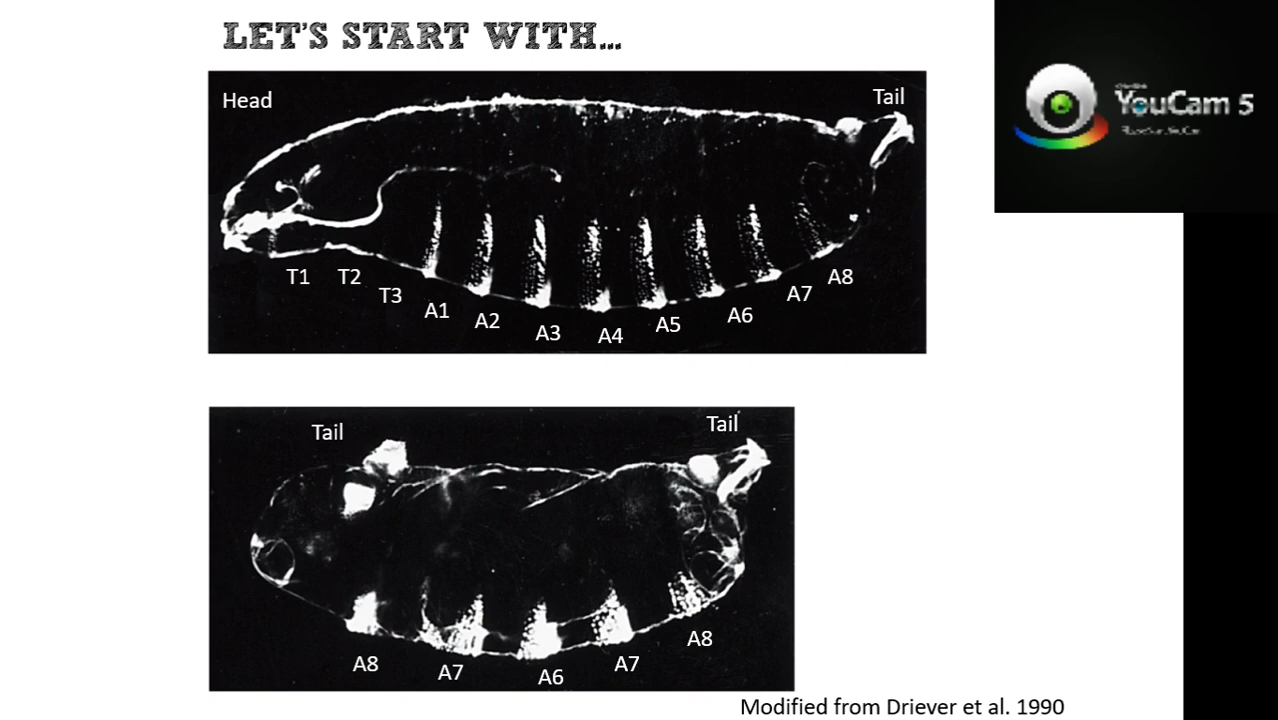 LET'S START WITH...
Head
Tail
YouCam 5
T1
T2
T3
A1
A2
A3
A4
A5
A6
A7
A8
Tail
Tail
A8
A7
A6
A7
A8
Modified from Driever et al. 1990